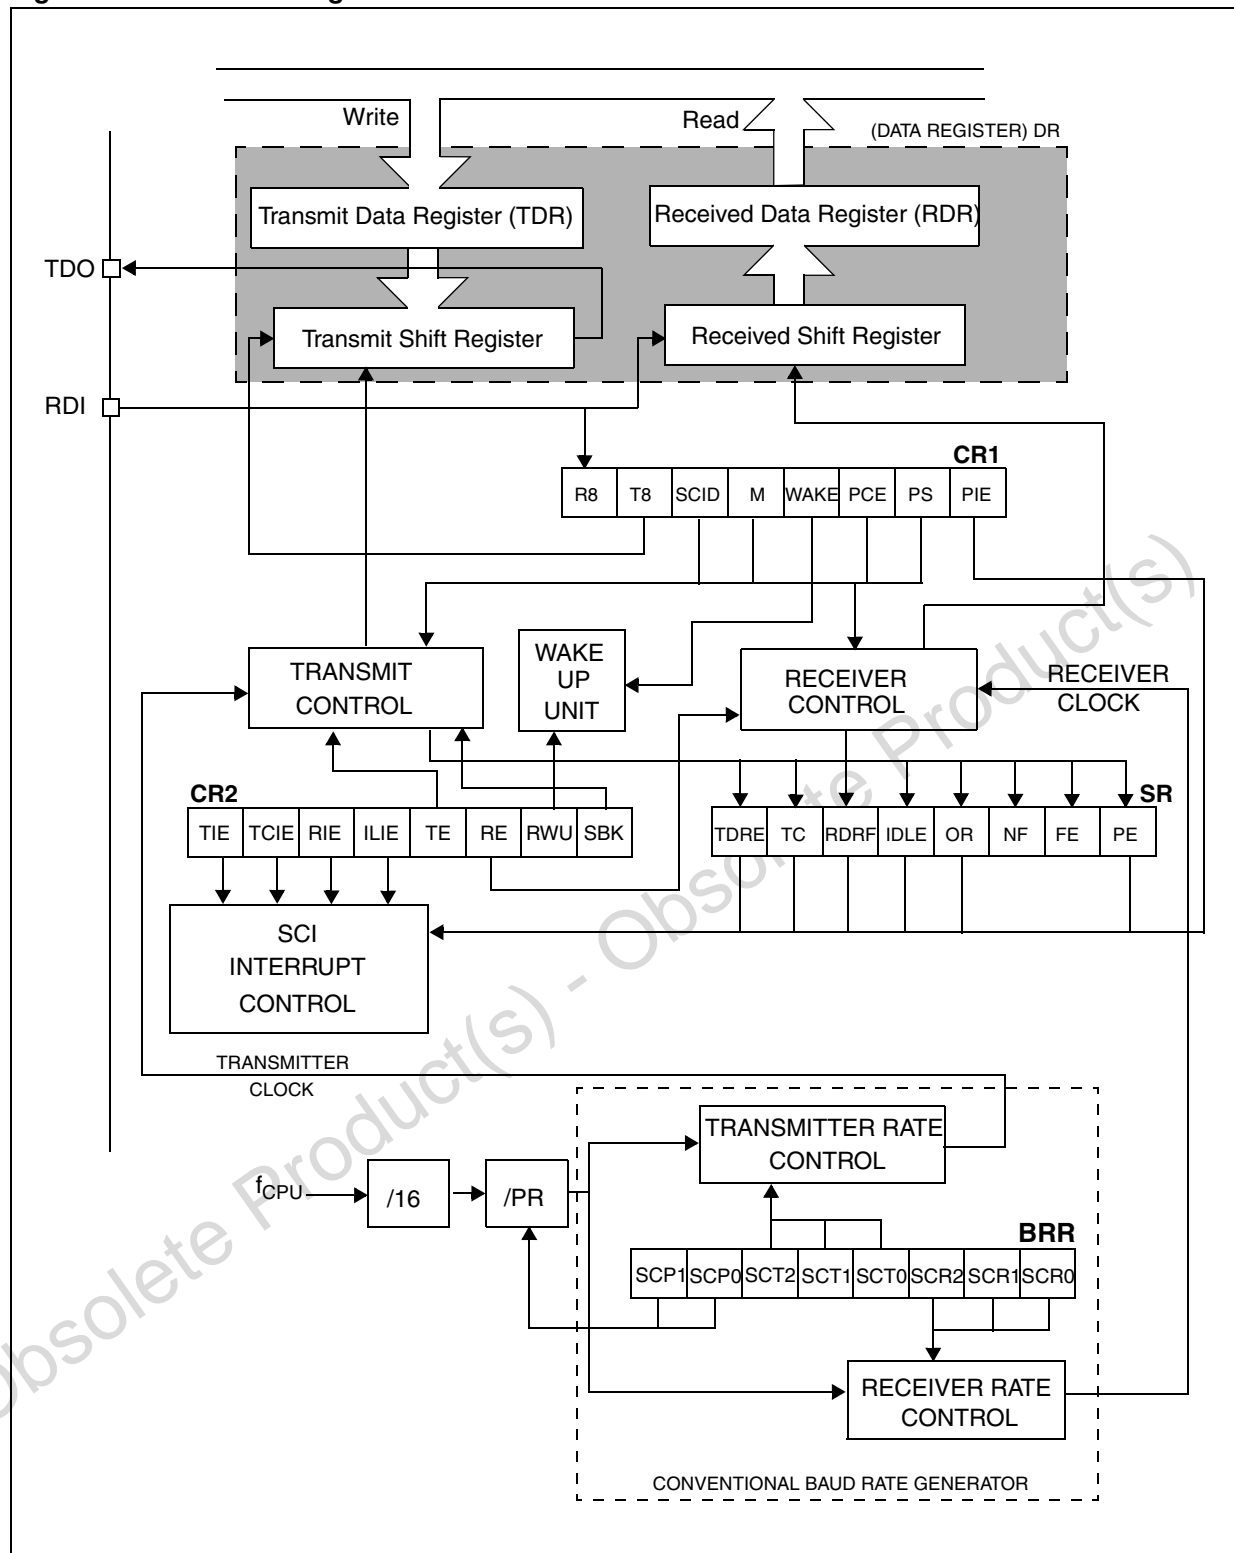 Write
Read
(DATA REGISTER) DR
Transmit Data Register (TDR)
Received Data Register (RDR)
TDO
Transmit Shift Register
Received Shift Register
RDI
CR1
R8 T8 SCID M WAKE PCE PS PIE
TRANSMIT
CONTROL
WAKE
UP
UNIT
RECEIVER
CONTROL
RECEIVER
CLOCK
CR2
SR
TIE TCIE RIE ILIE TE RE RWU SBK
TDRE TC RDRF IDLE OR NF FE PE
SCI
INTERRUPT
CONTROL
TRANSMITTER
CLOCK
TRANSMITTER RATE
CONTROL
fCPU
/16
/PR
BRR
SCP1 SCP0 SCT2 SCT1 SCT0 SCR2 SCR1 SCR0
RECEIVER RATE
CONTROL
CONVENTIONAL BAUD RATE GENERATOR
Obsolete Product(s) - Obsolete Product(s)